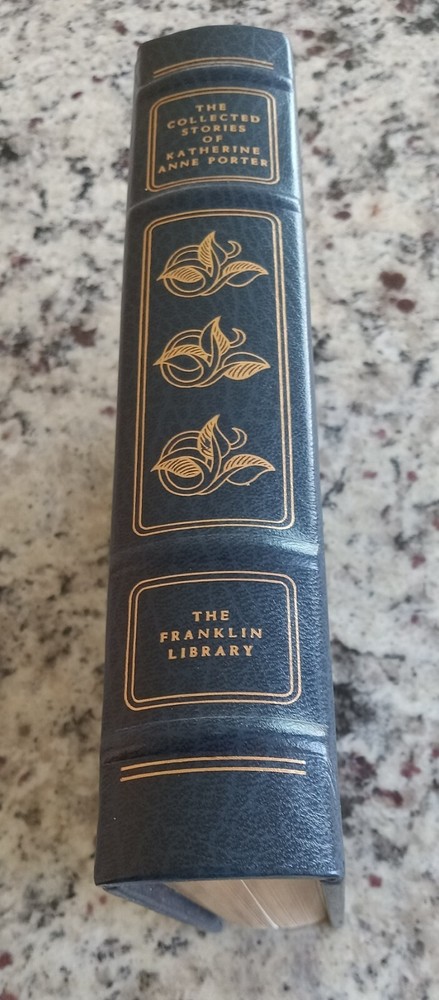 THE
COLLECTED
STORIES
OF
KATHERINE
ANNE PORTER
THE
FRANKLIN
LIBRARY